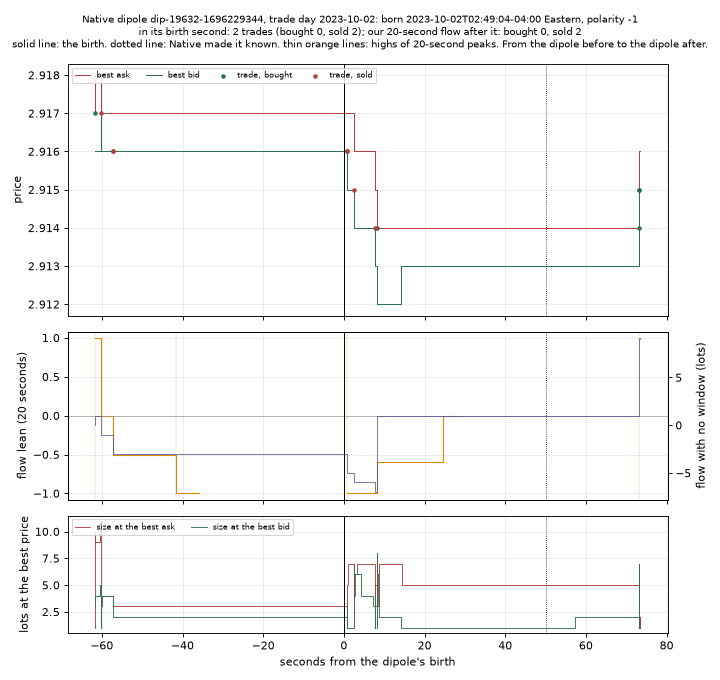 Native dipole dip-19632-1696229344, trade day 2023-10-02: born 2023-10-02T02:49:04-04:00 Eastern, polarity -1
in its birth second: 2 trades (bought 0, sold 2); our 20-second flow after it: bought 0, sold 2
solid line: the birth. dotted line: Native made it known. thin orange lines: highs of 20-second peaks. From the dipole before to the dipole after.
best ask best bid trade, bought trade, sold
2.918
2.917
2.916
2.915
2.914
2.913
2.912
price
1.0
0.5
0.0
−0.5
−1.0
flow lean (20 seconds)
5
0
−5
flow with no window (lots)
size at the best ask size at the best bid
10.0
7.5
5.0
2.5
lots at the best price
−60 −40 −20 0 20 40 60 80
seconds from the dipole's birth